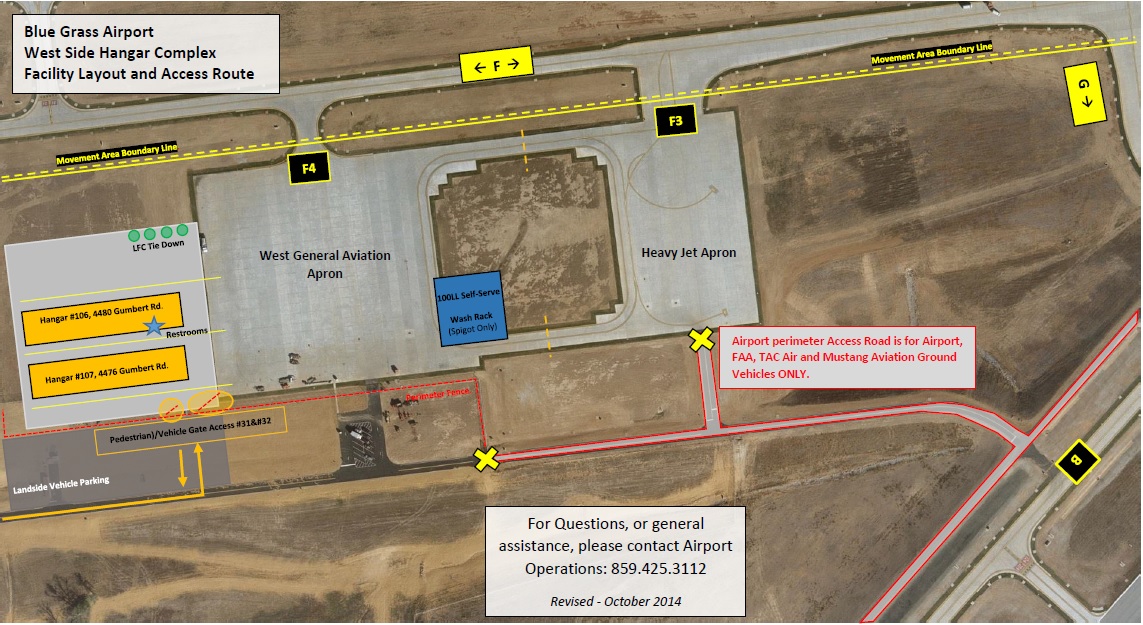 Blue Grass Airport
West Side Hangar Complex
Facility Layout and Access Route
← F →
Movement Area Boundary Line
G →
F3
Movement Area Boundary Line
F4
LFC Tie Down
West General Aviation
Apron
Heavy Jet Apron
100LL Self-Serve
Wash Rack
(Spigot Only)
Hangar #106, 4480 Gumbert Rd.
Restrooms
Hangar #107, 4476 Gumbert Rd.
Airport perimeter Access Road is for Airport,
FAA, TAC Air and Mustang Aviation Ground
Vehicles ONLY.
Perimeter Fence
Pedestrian)/Vehicle Gate Access #31&#32
B
Landside Vehicle Parking
For Questions, or general
assistance, please contact Airport
Operations: 859.425.3112
Revised - October 2014